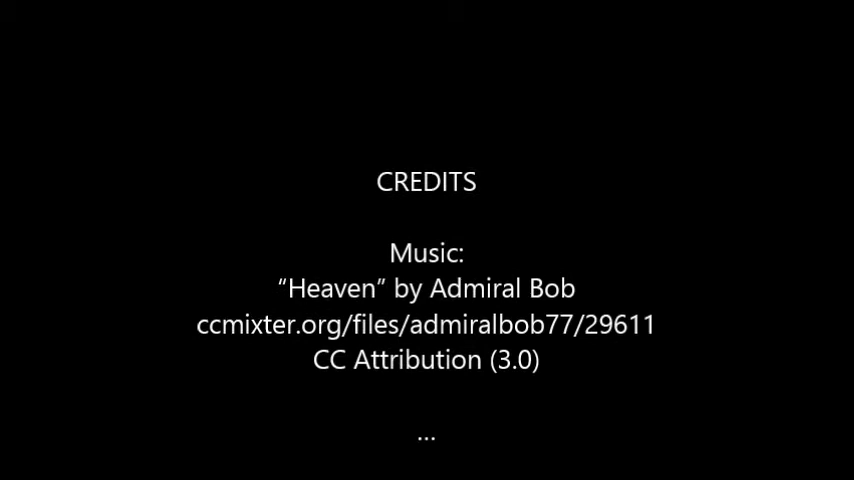 CREDITS
Music:
“Heaven” by Admiral Bob
ccmixter.org/files/admiralbob77/29611
CC Attribution (3.0)
...